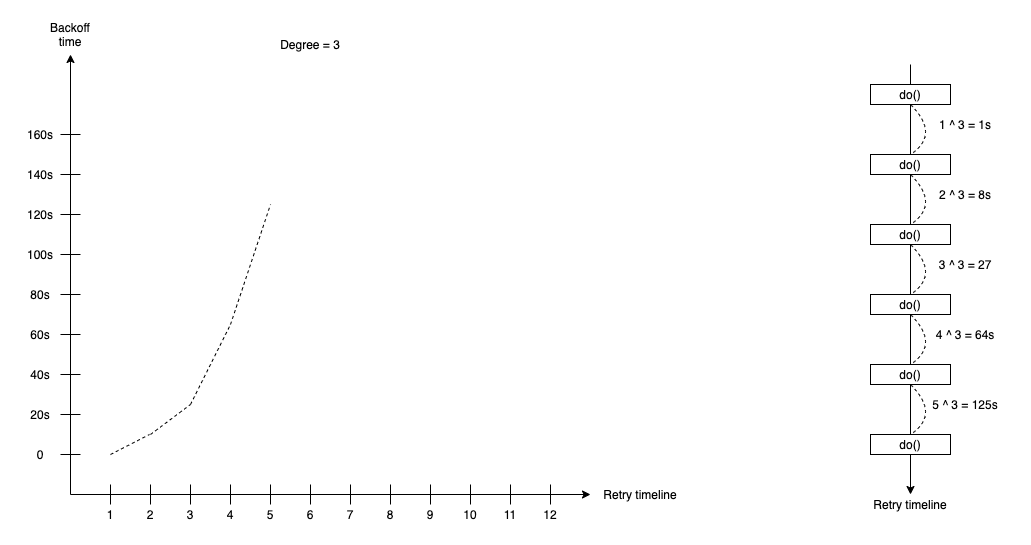 Backoff
time
Degree = 3
160s
140s
120s
100s
80s
60s
40s
20s
0
1
2
3
4
5
6
7
8
9
10
11
12
Retry timeline
do()
1 ^ 3 = 1s
do()
2 ^ 3 = 8s
do()
3 ^ 3 = 27
do()
4 ^ 3 = 64s
do()
5 ^ 3 = 125s
do()
Retry timeline